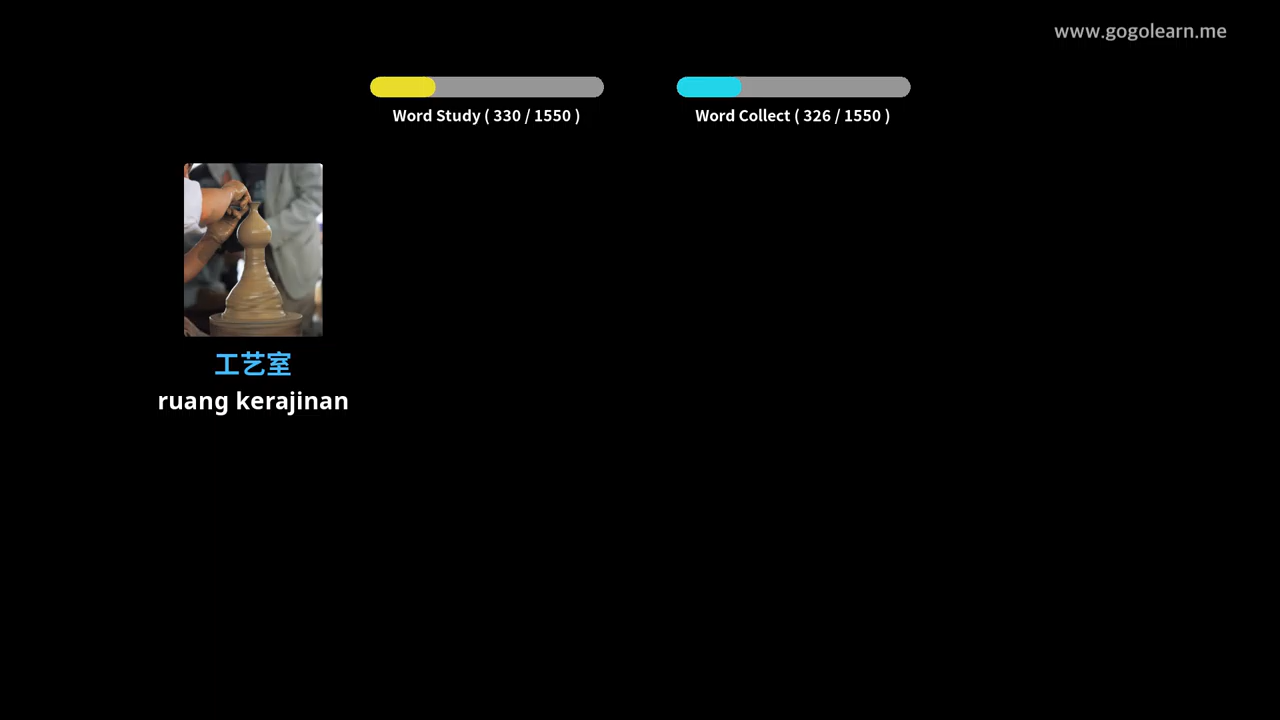 www.gogolearn.me
Word Study ( 330 / 1550 )
Word Collect ( 326 / 1550 )
工艺室
ruang kerajinan